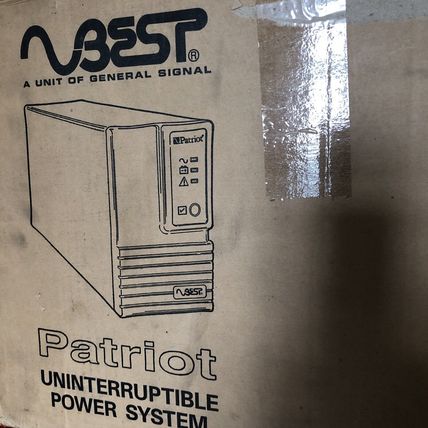 BEST®
A UNIT OF GENERAL SIGNAL
Patriot
BEST
Patriot
UNINTERRUPTIBLE
POWER SYSTEM